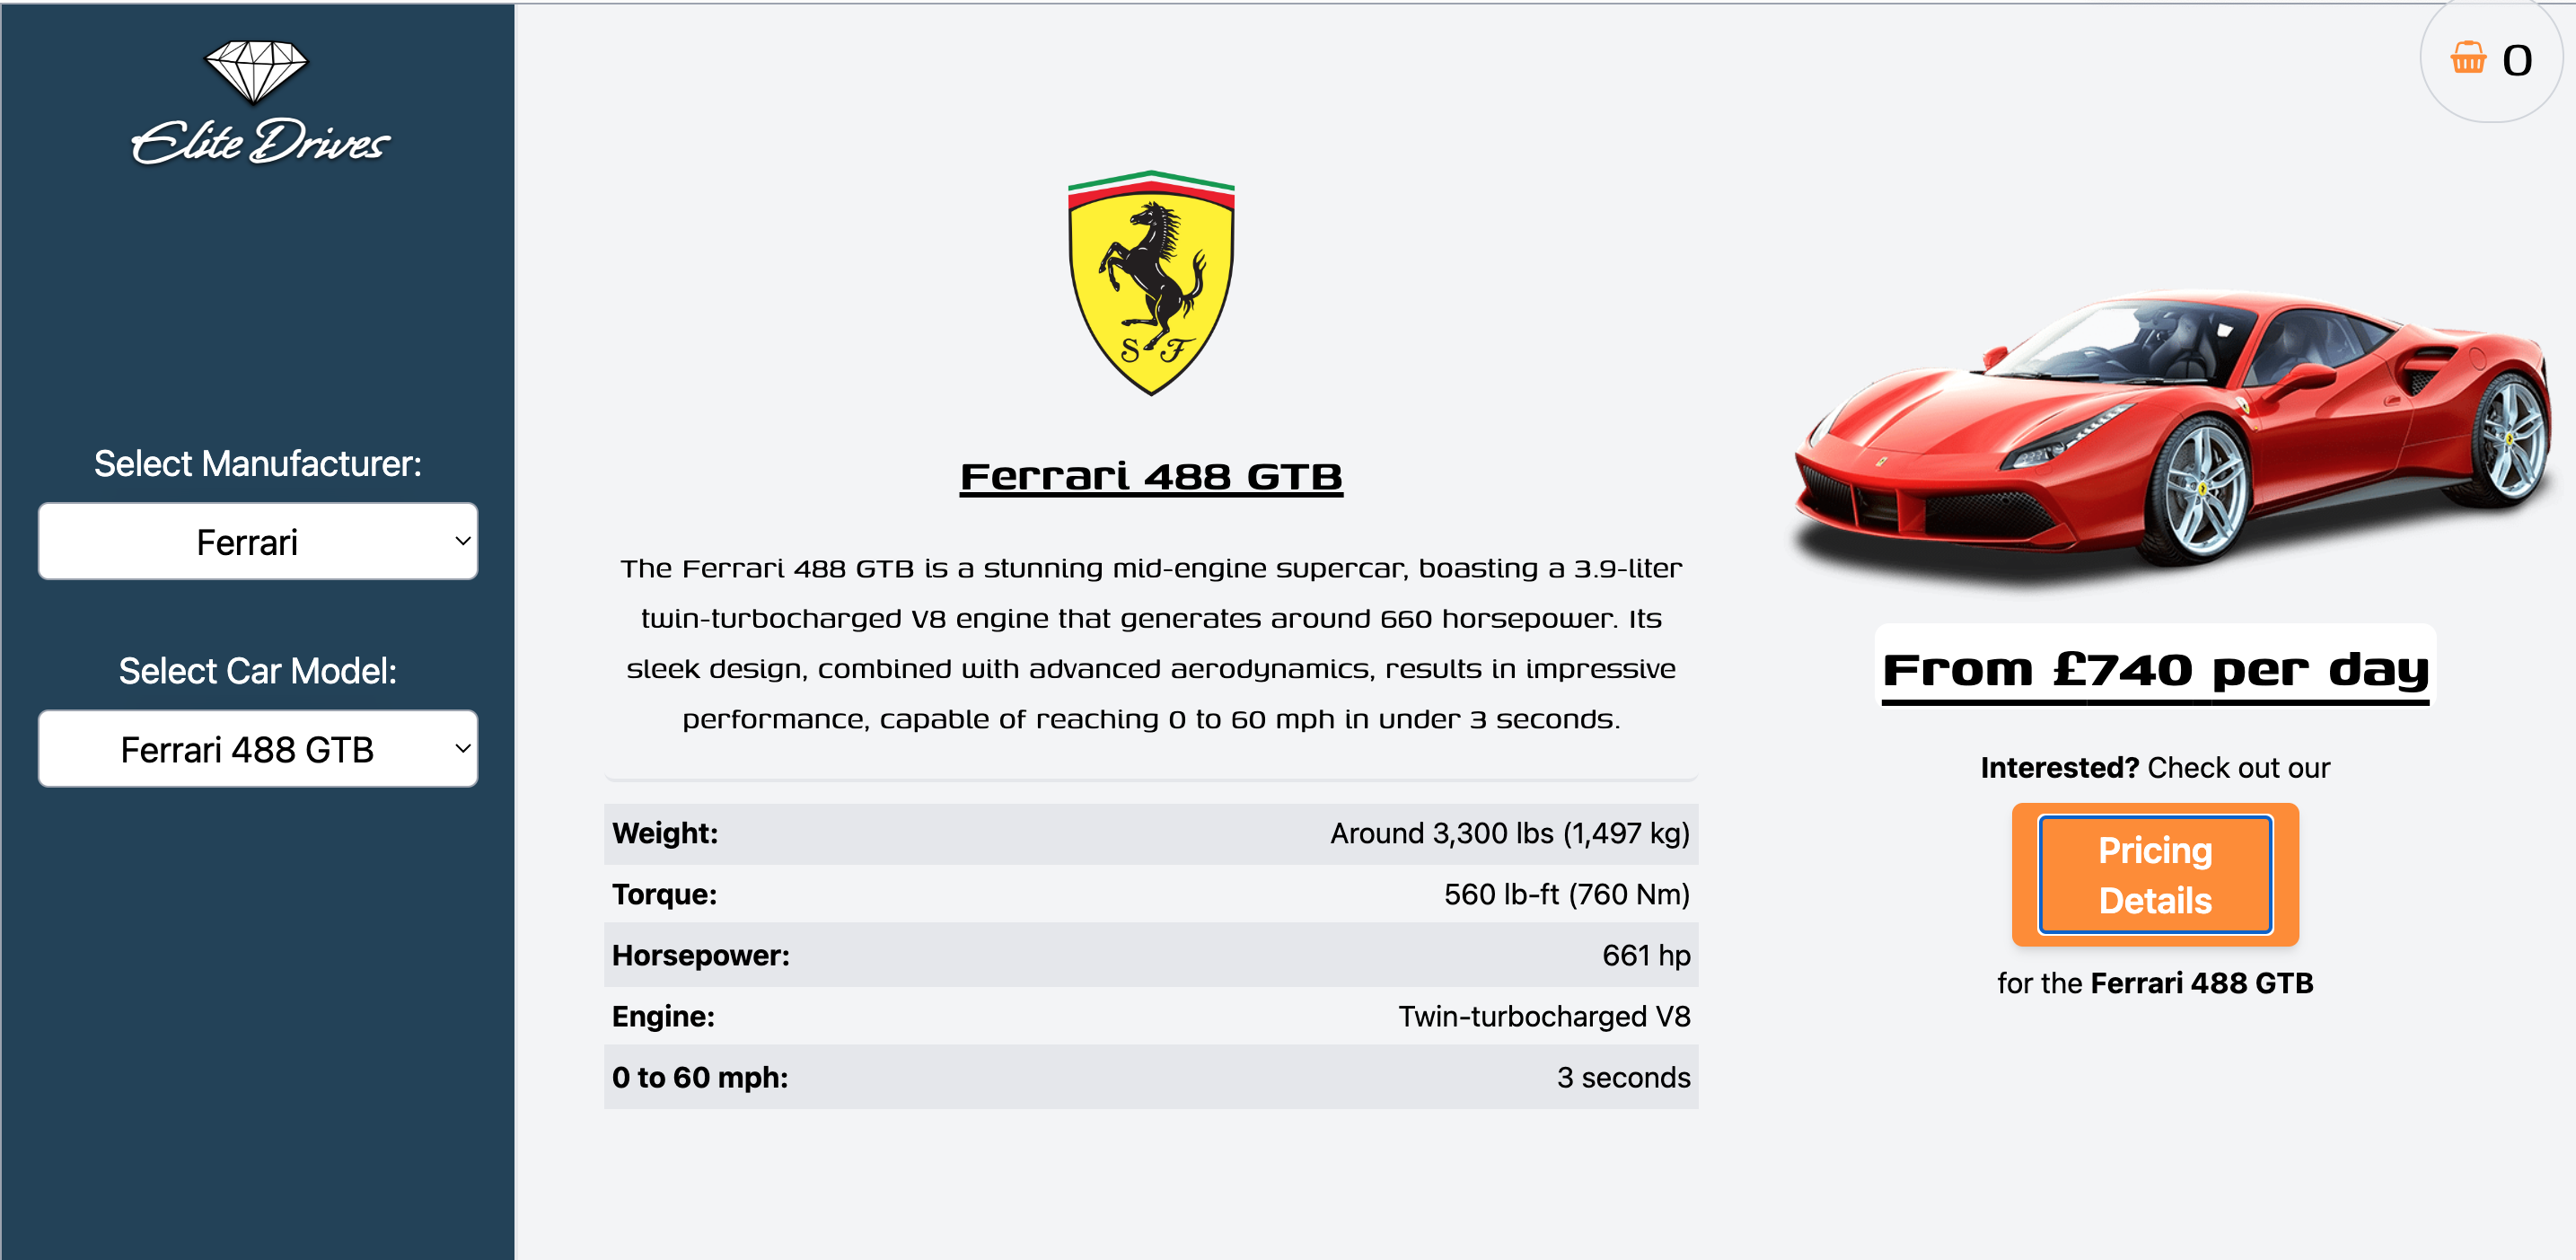 Elite Drives
0
Select Manufacturer:
Ferrari
Select Car Model:
Ferrari 488 GTB
S F
Ferrari 488 GTB
The Ferrari 488 GTB is a stunning mid-engine supercar, boasting a 3.9-liter
twin-turbocharged V8 engine that generates around 660 horsepower. Its
sleek design, combined with advanced aerodynamics, results in impressive
performance, capable of reaching 0 to 60 mph in under 3 seconds.
Weight: Around 3,300 lbs (1,497 kg)
Torque: 560 lb-ft (760 Nm)
Horsepower: 661 hp
Engine: Twin-turbocharged V8
0 to 60 mph: 3 seconds
From £740 per day
Interested? Check out our
Pricing
Details
for the Ferrari 488 GTB